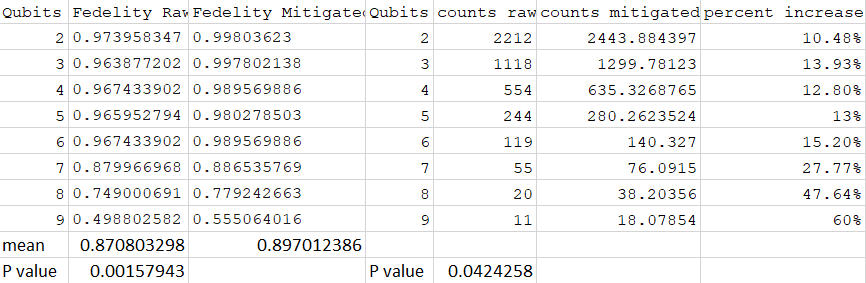 Qubits Fedelity Raw Fedelity Mitigated Qubits counts raw counts mitigated percent increase
2 0.973958347 0.99803623 2 2212 2443.884397 10.48%
3 0.963877202 0.997802138 3 1118 1299.78123 13.93%
4 0.967433902 0.989569886 4 554 635.3268765 12.80%
5 0.965952794 0.980278503 5 244 280.2623524 13%
6 0.967433902 0.989569886 6 119 140.327 15.20%
7 0.879966968 0.886535769 7 55 76.0915 27.77%
8 0.749000691 0.779242663 8 20 38.20356 47.64%
9 0.498802582 0.555064016 9 11 18.07854 60%
mean 0.870803298 0.897012386
P value 0.00157943 P value 0.0424258